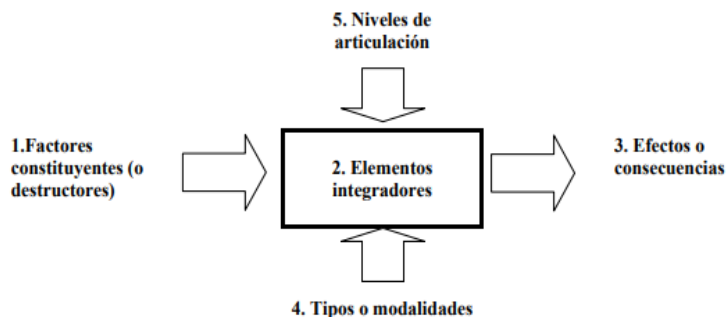 5. Niveles de
articulación
1.Factores
constituyentes (o
destructores)
2. Elementos
integradores
3. Efectos o
consecuencias
4. Tipos o modalidades